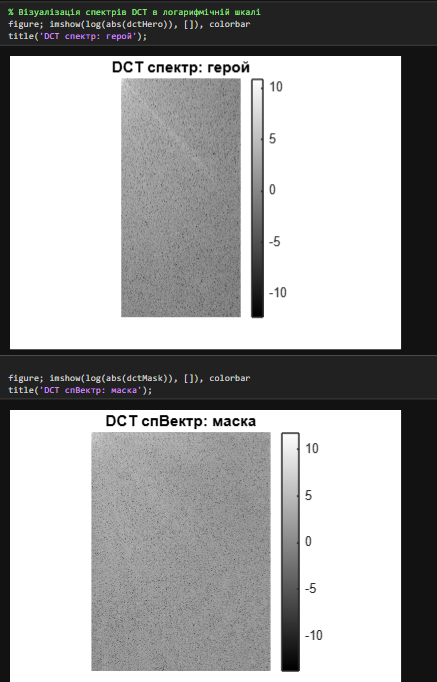 % Візуалізація спектрів DCT в логарифмічній шкалі
figure; imshow(log(abs(dctHero)), []), colorbar
title('DCT спектр: герой');
DCT спектр: герой
10
5
0
-5
-10
figure; imshow(log(abs(dctMask)), []), colorbar
title('DCT спВектр: маска');
DCT спВектр: маска
10
5
0
-5
-10